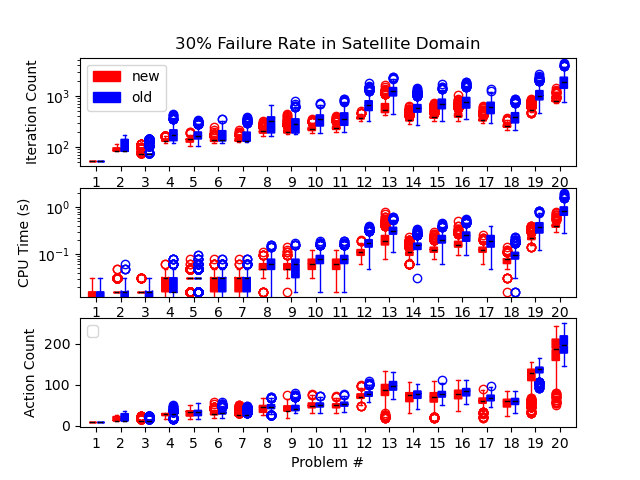 30% Failure Rate in Satellite Domain
Iteration Count
10³
10²
new
old
1 2 3 4 5 6 7 8 9 10 11 12 13 14 15 16 17 18 19 20
CPU Time (s)
10⁰
10⁻¹
1 2 3 4 5 6 7 8 9 10 11 12 13 14 15 16 17 18 19 20
Action Count
200
100
0
1 2 3 4 5 6 7 8 9 10 11 12 13 14 15 16 17 18 19 20
Problem #